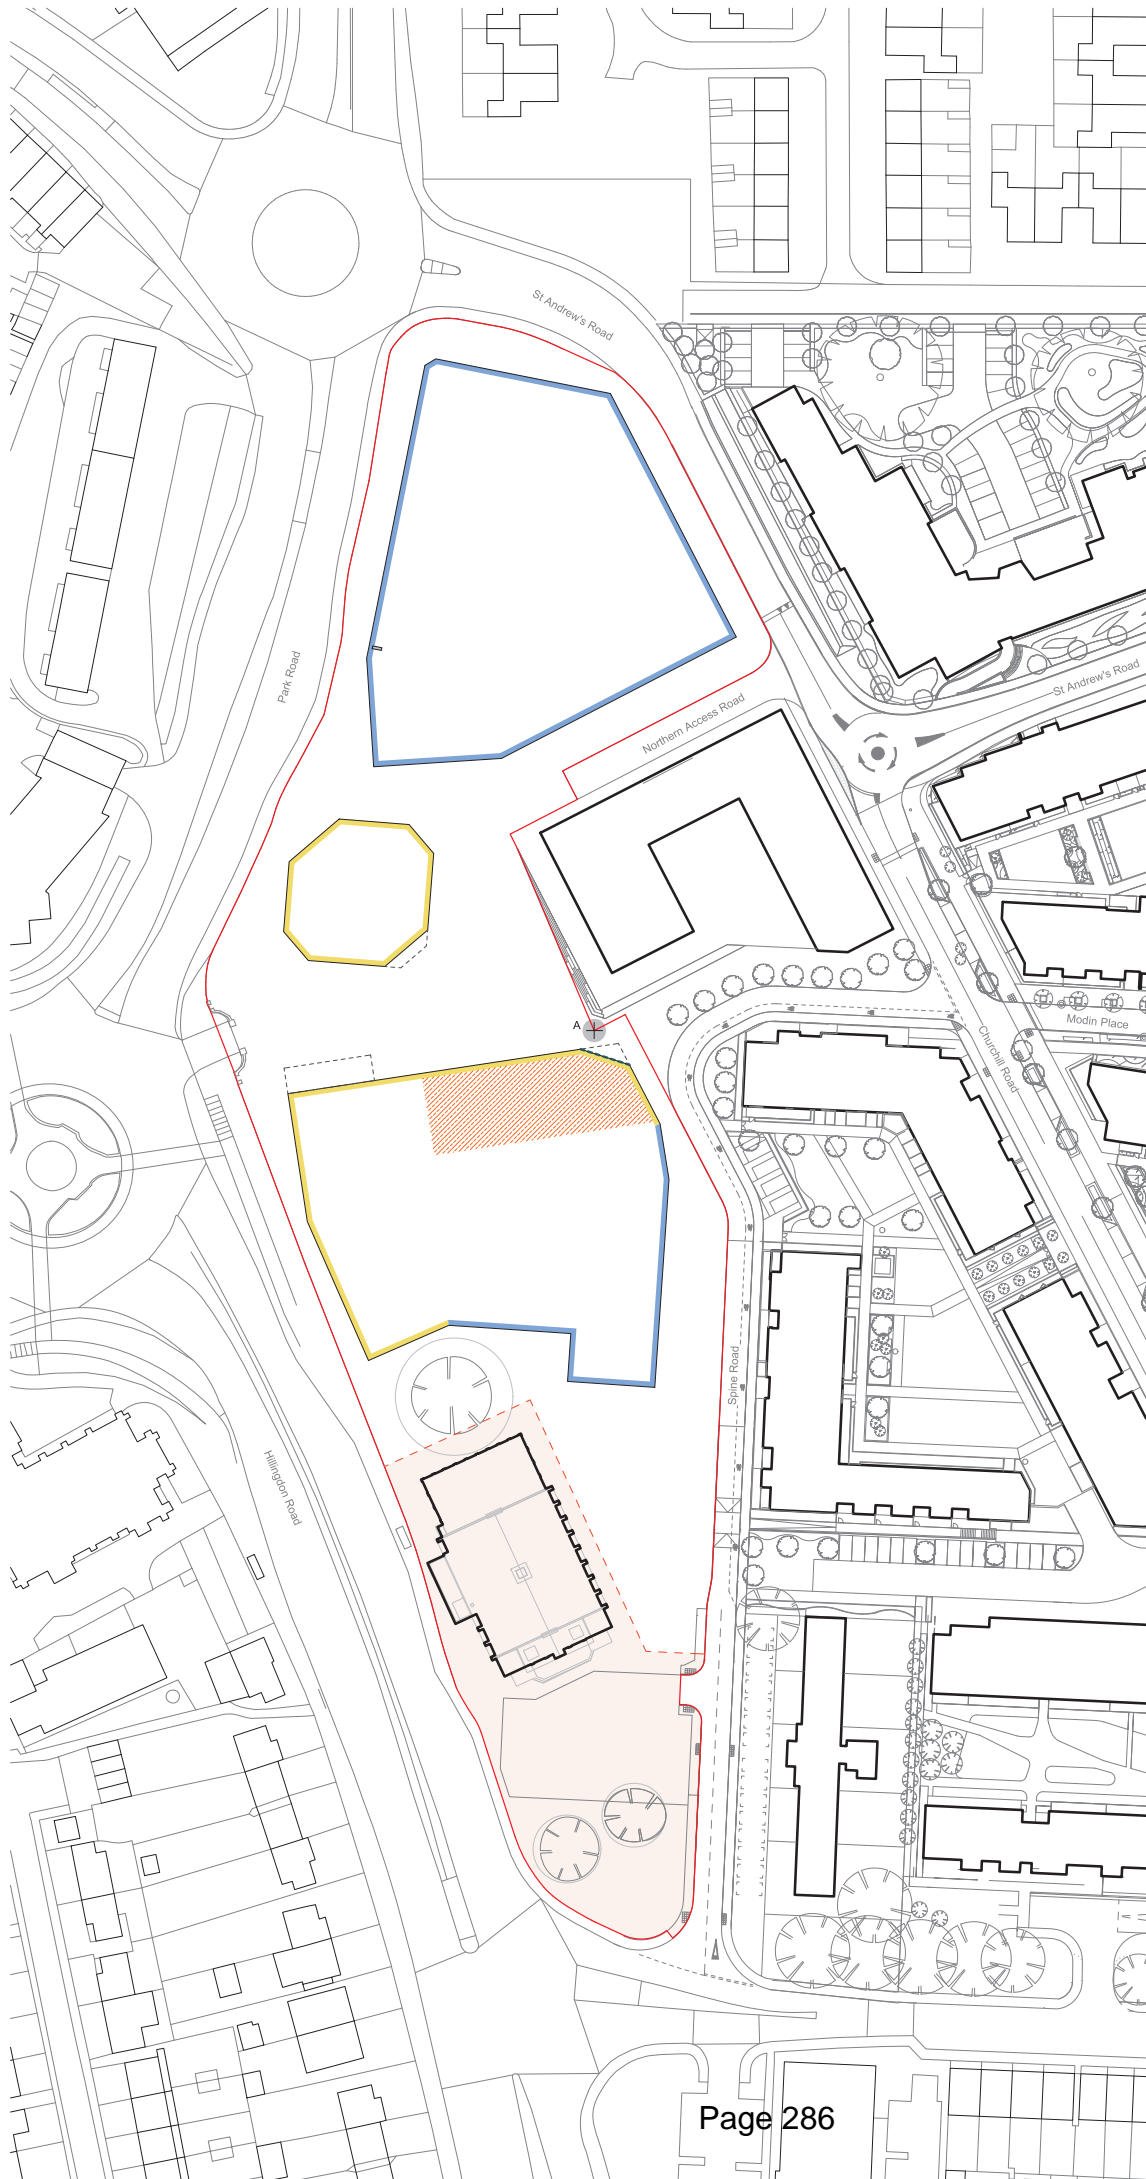 St Andrew's Road
Park Road
Northern Access Road
St Andrew's Road
A
Modin Place
Churchill Road
Spine Road
Hillingdon Road
Page 286